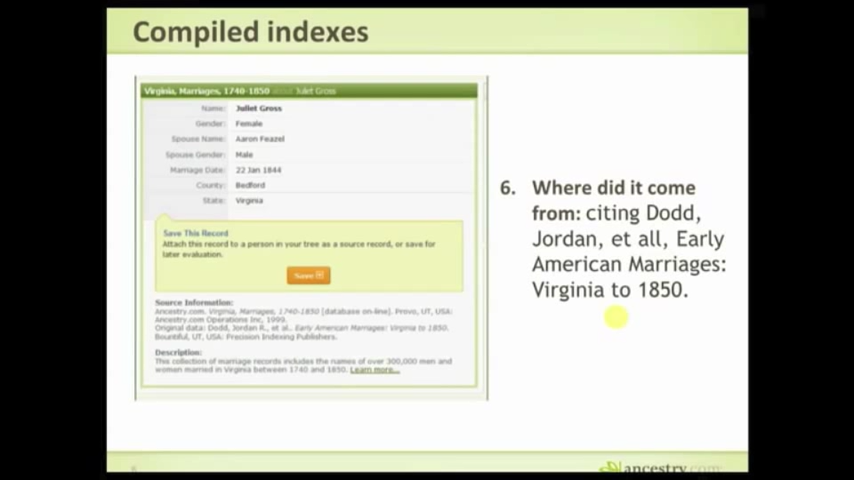 Compiled indexes
Virginia, Marriages, 1740-1850 about Juliet Gross
Name: Juliet Gross
Gender: Female
Spouse Name: Aaron Feazel
Spouse Gender: Male
Marriage Date: 22 Jan 1844
County: Bedford
State: Virginia
Save This Record
Attach this record to a person in your tree as a source record, or save for
later evaluation.
Save
Source Information:
Ancestry.com. Virginia, Marriages, 1740-1850 [database on-line]. Provo, UT, USA:
Ancestry.com Operations Inc, 1999.
Original data: Dodd, Jordan R., et al.. Early American Marriages: Virginia to 1850.
Bountiful, UT, USA: Precision Indexing Publishers.
Description:
This collection of marriage records includes the names of over 300,000 men and
women married in Virginia between 1740 and 1850. Learn more...
6. Where did it come
from: citing Dodd,
Jordan, et all, Early
American Marriages:
Virginia to 1850.
6
ancestry.com